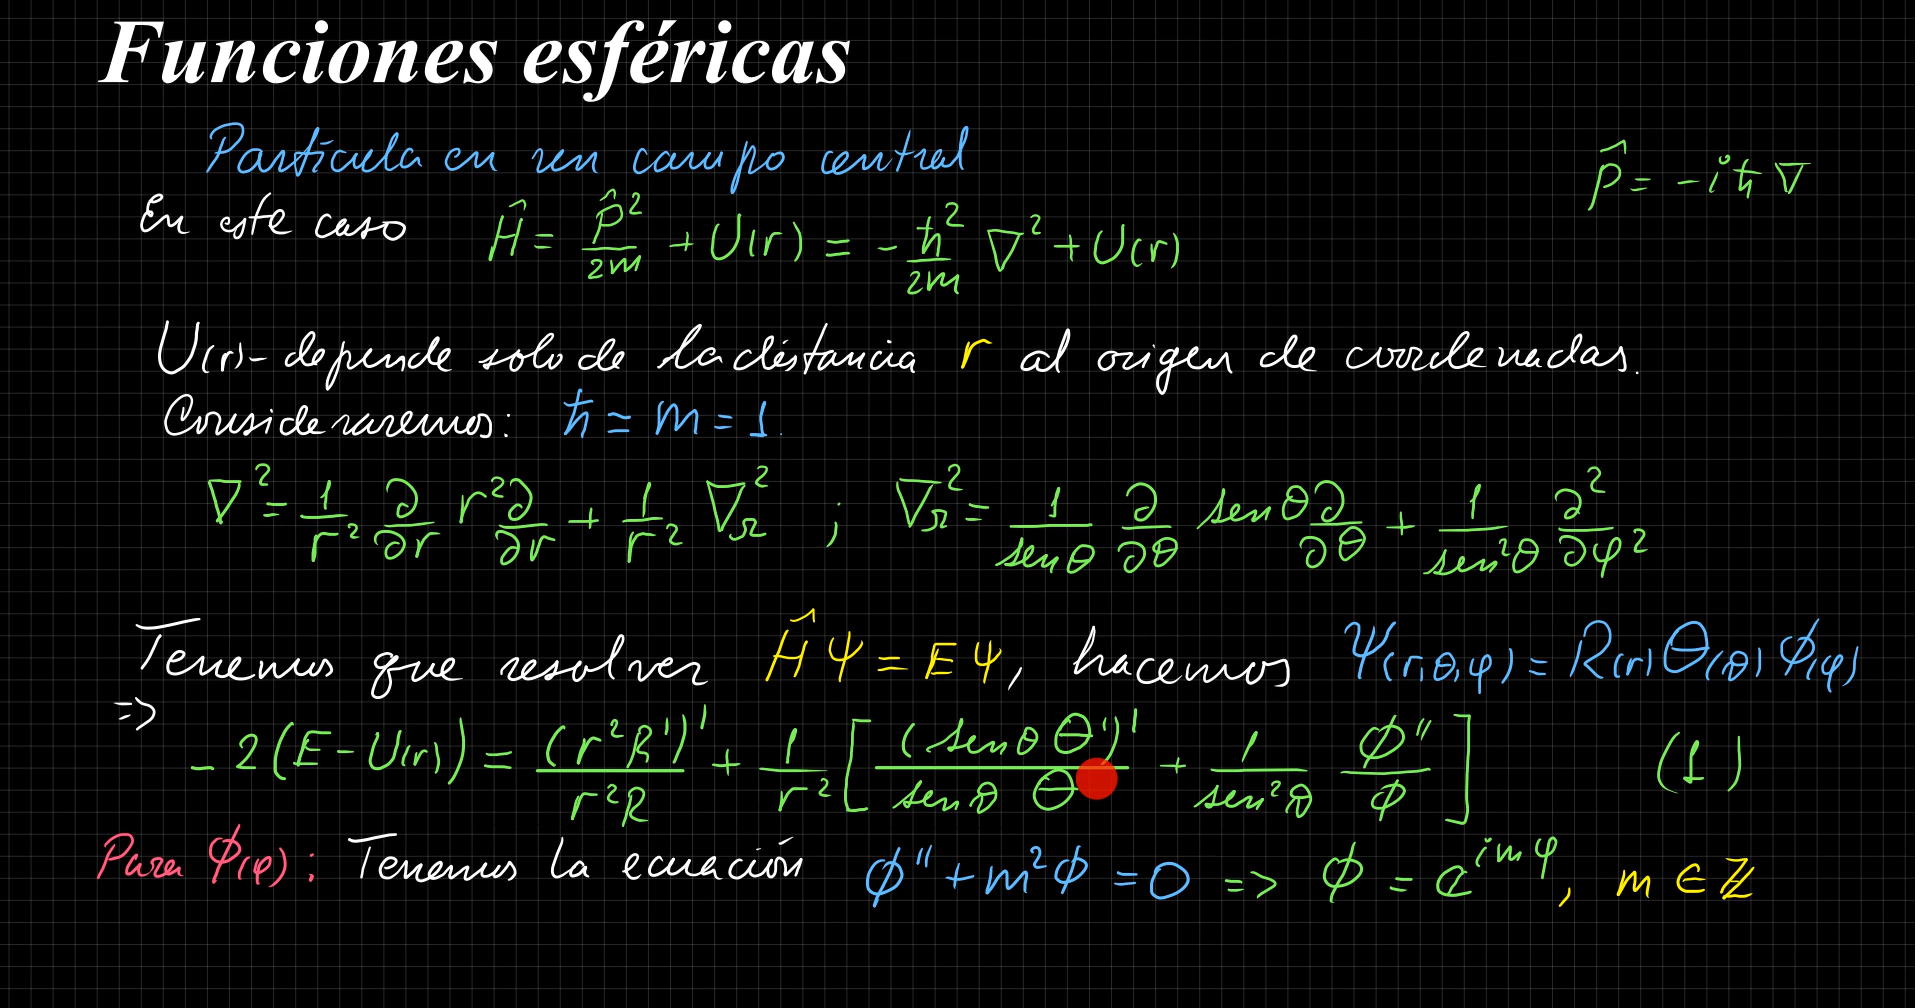 Funciones esféricas
Partícula en un campo central
p̂ = -iħ∇
En este caso Ĥ = p̂²/2m + U(r) = -ħ²/2m ∇² + U(r)
U(r) - depende solo de la distancia r al origen de coordenadas.
Consideraremos: ħ = m = 1.
∇² = 1/r² ∂/∂r r² ∂/∂r + 1/r² ∇_Ω² ; ∇_Ω² = 1/senθ ∂/∂θ senθ ∂/∂θ + 1/sen²θ ∂²/∂φ²
Tenemos que resolver ĤΨ = EΨ, hacemos Ψ(r,θ,φ) = R(r)Θ(θ)Φ(φ)
=> -2(E - U(r)) = (r²R')'/r²R + 1/r² [(senθ Θ')'/senθ Θ + 1/sen²θ Φ''/Φ] (1)
Para Φ(φ): Tenemos la ecuación Φ'' + m²Φ = 0 => Φ = e^{imφ}, m ∈ ℤ